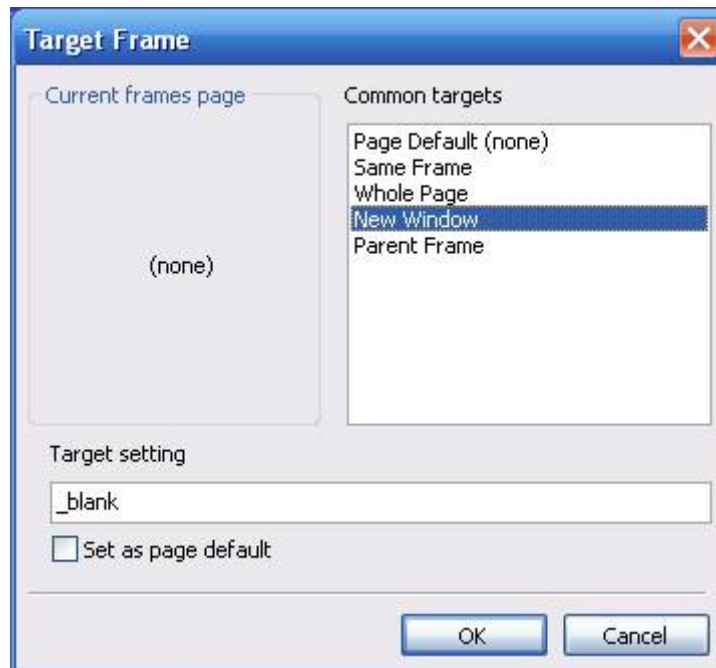 Target Frame
Current frames page
(none)
Common targets
Page Default (none)
Same Frame
Whole Page
New Window
Parent Frame
Target setting
_blank
Set as page default
OK
Cancel